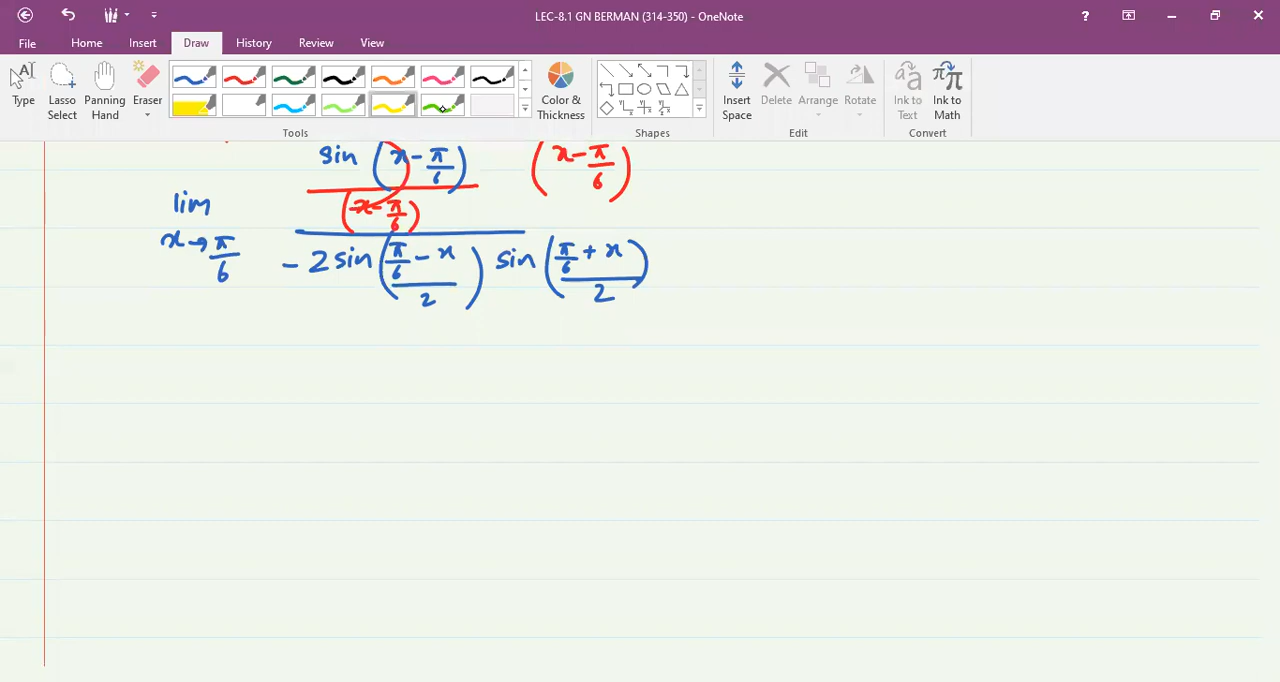 LEC-8.1 GN BERMAN (314-350) - OneNote
File Home Insert Draw History Review View
Type Lasso Select Panning Hand Eraser Color & Thickness Insert Space Delete Arrange Rotate Ink to Text Ink to Math
Tools Shapes Edit Convert
sin (x - π/6) (x - π/6)
(x - π/6)
lim x→π/6
- 2 sin ((π/6 - x)/2) sin ((π/6 + x)/2)